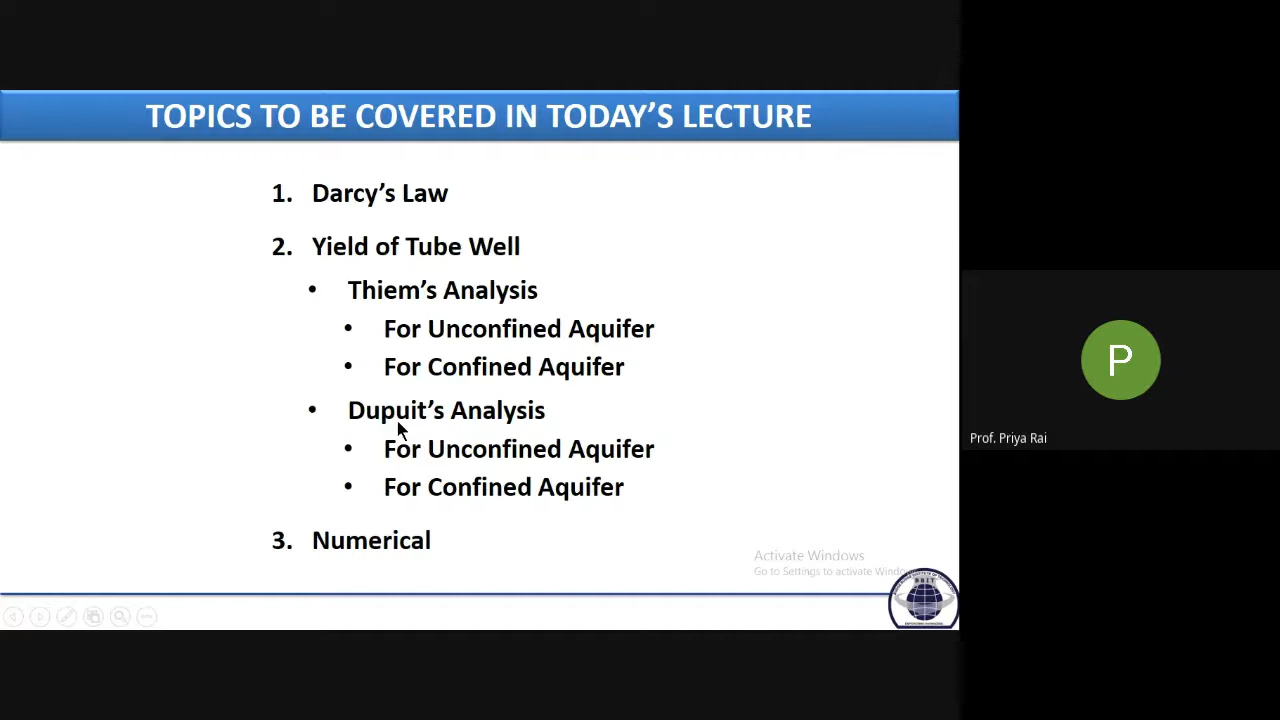 TOPICS TO BE COVERED IN TODAY'S LECTURE
1. Darcy's Law
2. Yield of Tube Well
• Thiem's Analysis
• For Unconfined Aquifer
• For Confined Aquifer
• Dupuit's Analysis
• For Unconfined Aquifer
• For Confined Aquifer
3. Numerical
Activate Windows
Go to Settings to activate
P
Prof. Priya Rai